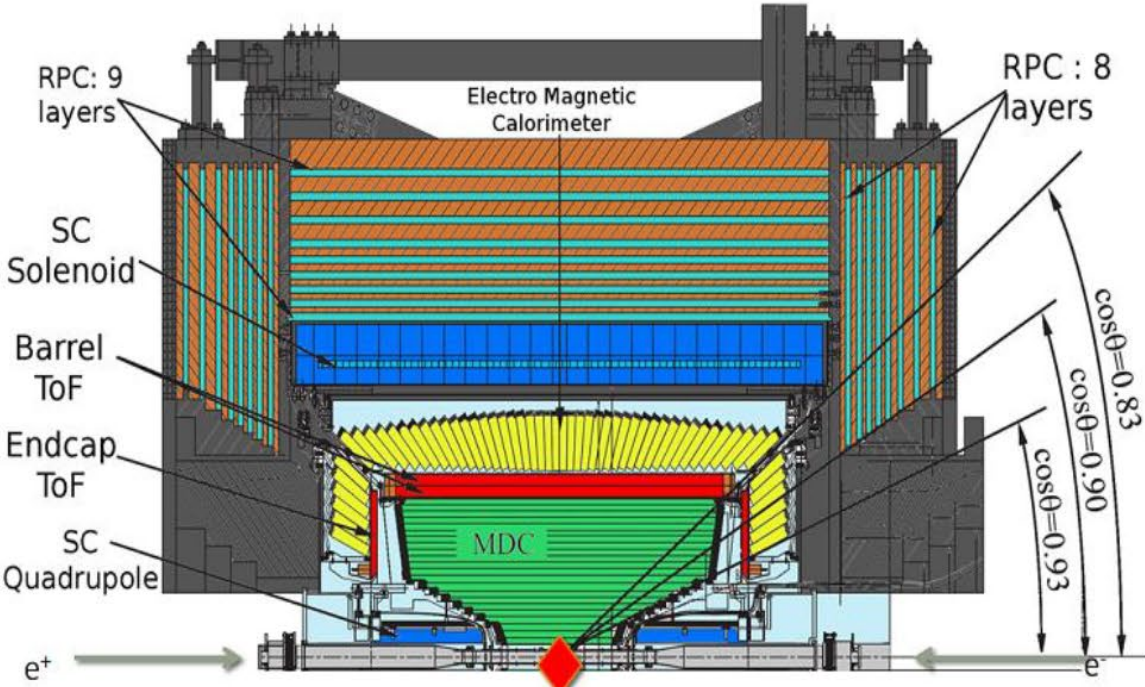 RPC: 9
layers
Electro Magnetic
Calorimeter
RPC : 8
layers
SC
Solenoid
Barrel
ToF
Endcap
ToF
SC
Quadrupole
MDC
cosθ=0.83
cosθ=0.90
cosθ=0.93
e⁺
e⁻